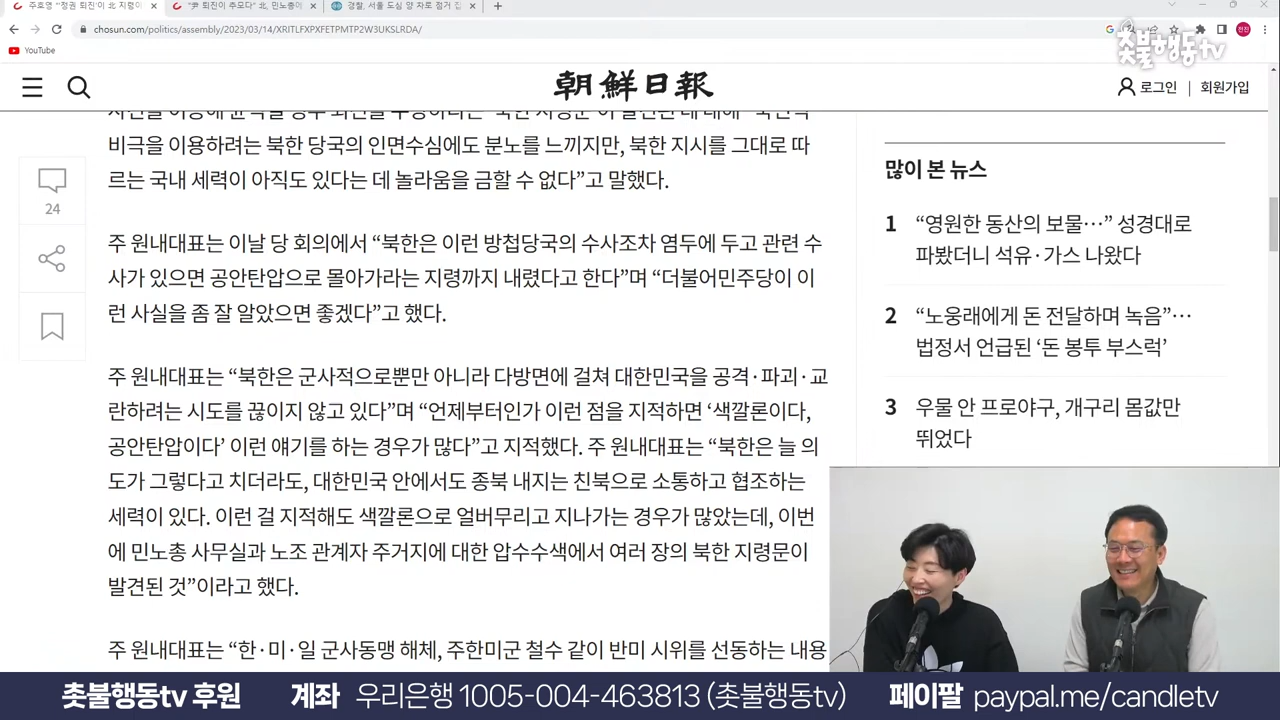 주호영 "'정권 퇴진'이 北 지령이
"尹 퇴진이 추모다" 北, 민노총에
경찰, 서울 도심 양 차로 점거 집
chosun.com/politics/assembly/2023/03/14/XRITLFXPXFETPMTP2W3UKSLRDA/
YouTube
촛불행동tv
朝鮮日報
로그인 | 회원가입
비극을 이용하려는 북한 당국의 인면수심에도 분노를 느끼지만, 북한 지시를 그대로 따
르는 국내 세력이 아직도 있다는 데 놀라움을 금할 수 없다”고 말했다.
24
주 원내대표는 이날 당 회의에서 “북한은 이런 방첩당국의 수사조차 염두에 두고 관련 수
사가 있으면 공안탄압으로 몰아가라는 지령까지 내렸다고 한다”며 “더불어민주당이 이
런 사실을 좀 잘 알았으면 좋겠다”고 했다.
주 원내대표는 “북한은 군사적으로뿐만 아니라 다방면에 걸쳐 대한민국을 공격·파괴·교
란하려는 시도를 끊이지 않고 있다”며 “언제부터인가 이런 점을 지적하면 ‘색깔론이다,
공안탄압이다’ 이런 얘기를 하는 경우가 많다”고 지적했다. 주 원내대표는 “북한은 늘 의
도가 그렇다고 치더라도, 대한민국 안에서도 종북 내지는 친북으로 소통하고 협조하는
세력이 있다. 이런 걸 지적해도 색깔론으로 얼버무리고 지나가는 경우가 많았는데, 이번
에 민노총 사무실과 노조 관계자 주거지에 대한 압수수색에서 여러 장의 북한 지령문이
발견된 것”이라고 했다.
주 원내대표는 “한·미·일 군사동맹 해체, 주한미군 철수 같이 반미 시위를 선동하는 내용
많이 본 뉴스
1 “영원한 동산의 보물…” 성경대로
파봤더니 석유·가스 나왔다
2 “노웅래에게 돈 전달하며 녹음”…
법정서 언급된 ‘돈 봉투 부스럭’
3 우물 안 프로야구, 개구리 몸값만
뛰었다
촛불행동tv 후원 계좌 우리은행 1005-004-463813 (촛불행동tv) 페이팔 paypal.me/candletv